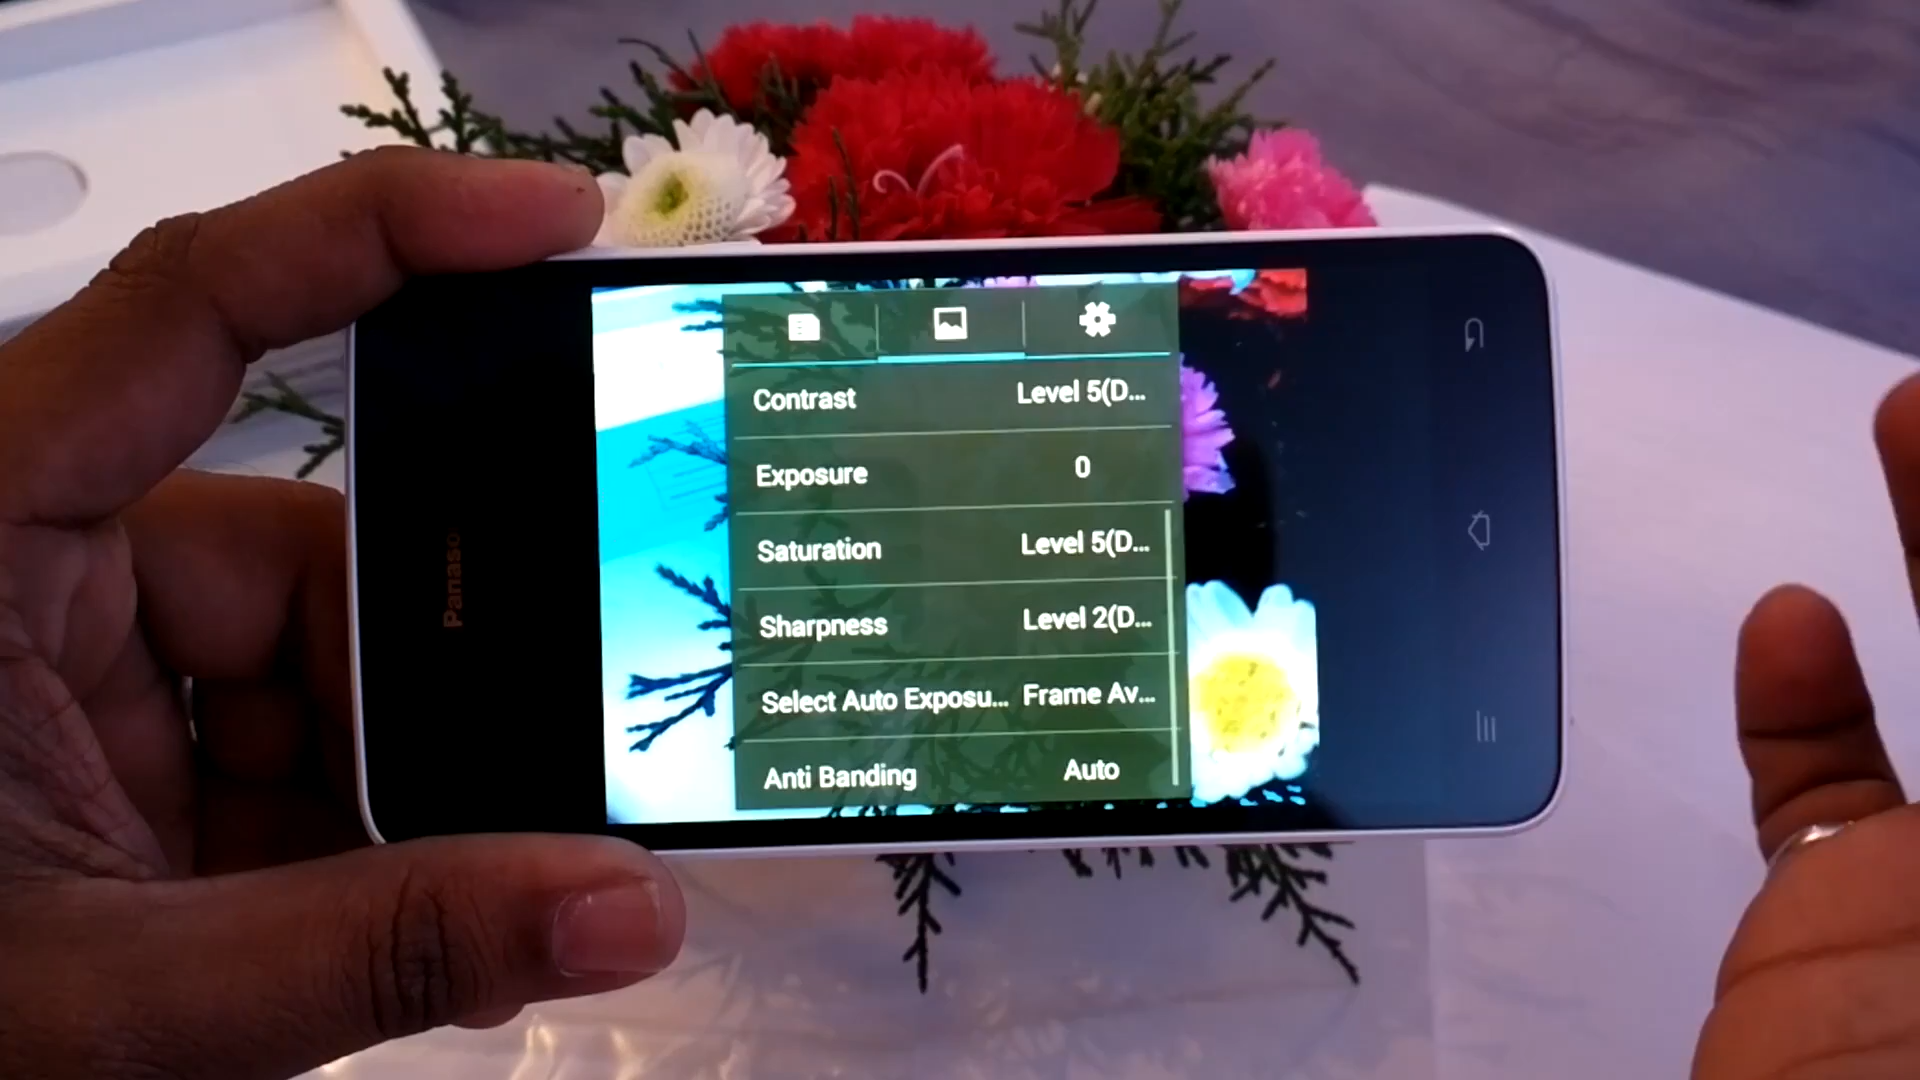 Panaso
Contrast Level 5(D...
Exposure 0
Saturation Level 5(D...
Sharpness Level 2(D...
Select Auto Exposu... Frame Av...
Anti Banding Auto